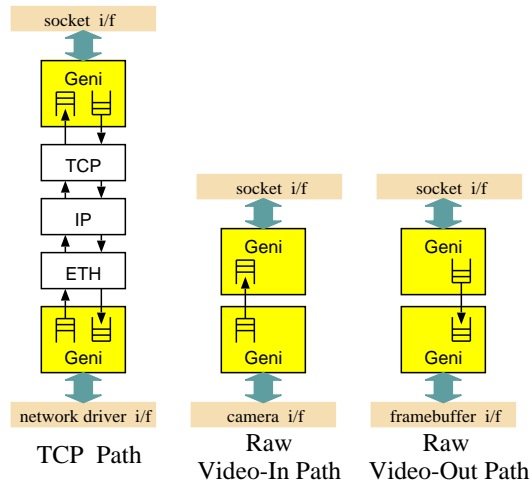 socket i/f
Geni
TCP
IP
ETH
Geni
network driver i/f
TCP Path
socket i/f
Geni
Geni
camera i/f
Raw
Video-In Path
socket i/f
Geni
Geni
framebuffer i/f
Raw
Video-Out Path